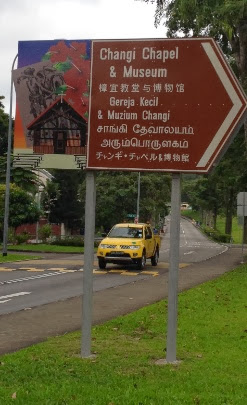 Changi Chapel
& Museum
樟宜教堂与博物馆
Gereja Kecil
& Muzium Changi
சாங்கி தேவாலயம்
அரும்பொருளகம்
チャンギ・チャペル&博物館